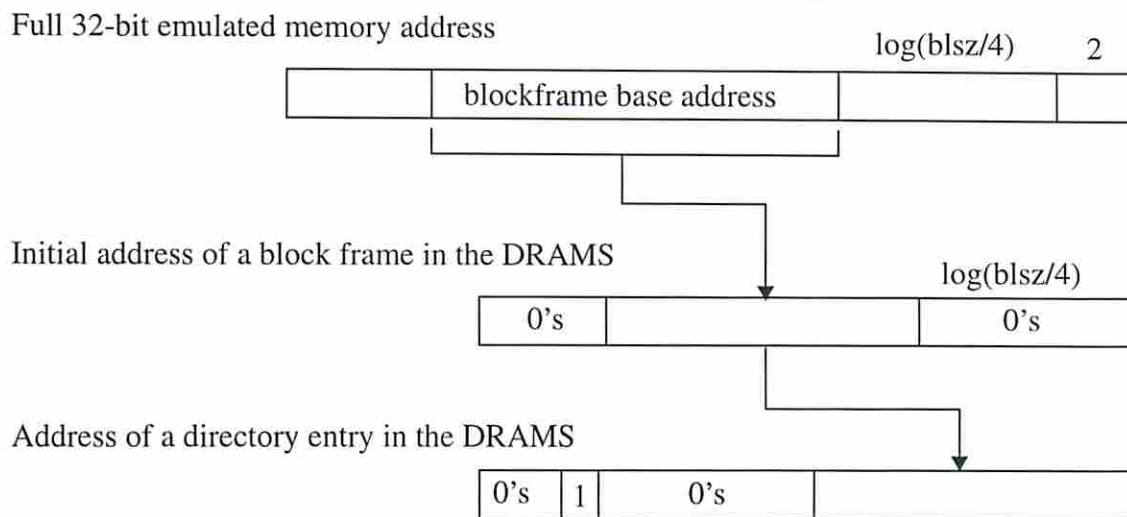 Full 32-bit emulated memory address
log(blsz/4) 2
blockframe base address
Initial address of a block frame in the DRAMS
log(blsz/4)
0's 0's
Address of a directory entry in the DRAMS
0's 1 0's